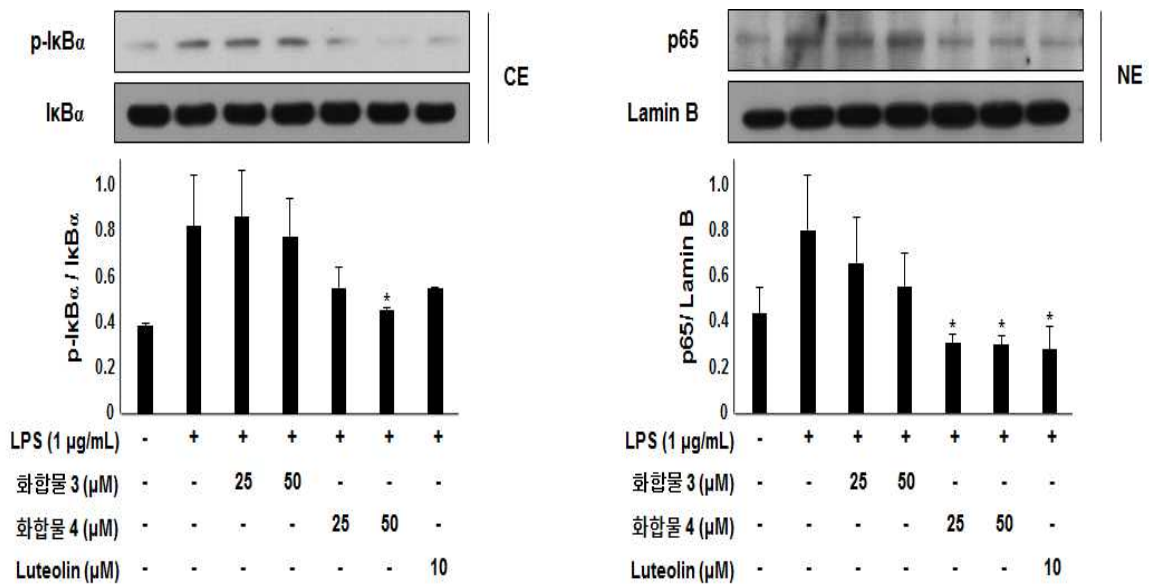 p-IκBα
CE
IκBα
p-IκBα / IκBα
1.0
0.8
0.6
0.4
0.2
0
*
LPS (1 µg/mL) - + + + + + +
화합물 3 (µM) - - 25 50 - - -
화합물 4 (µM) - - - - 25 50 -
Luteolin (µM) - - - - - - 10
p65
NE
Lamin B
p65/ Lamin B
1.0
0.8
0.6
0.4
0.2
0
* * *
LPS (1 µg/mL) - + + + + + +
화합물 3 (µM) - - 25 50 - - -
화합물 4 (µM) - - - - 25 50 -
Luteolin (µM) - - - - - - 10